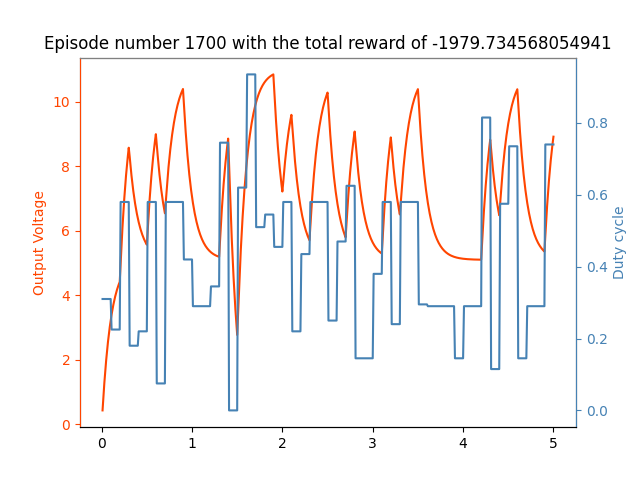 Episode number 1700 with the total reward of -1979.734568054941
10
8
6
4
2
0
Output Voltage
0.8
0.6
0.4
0.2
0.0
Duty cycle
0 1 2 3 4 5